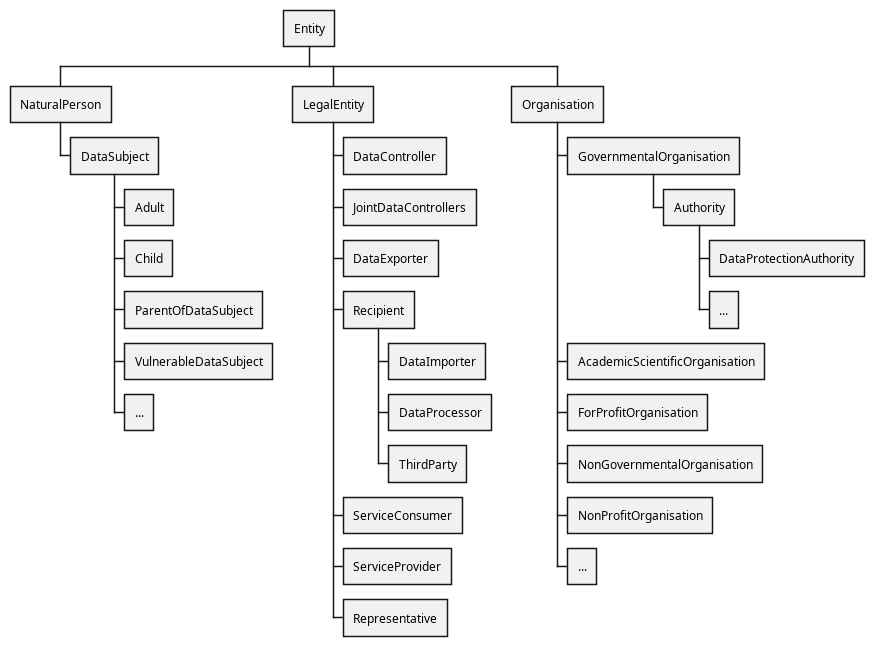 Entity
NaturalPerson
DataSubject
Adult
Child
ParentOfDataSubject
VulnerableDataSubject
...
LegalEntity
DataController
JointDataControllers
DataExporter
Recipient
DataImporter
DataProcessor
ThirdParty
ServiceConsumer
ServiceProvider
Representative
Organisation
GovernmentalOrganisation
Authority
DataProtectionAuthority
...
AcademicScientificOrganisation
ForProfitOrganisation
NonGovernmentalOrganisation
NonProfitOrganisation
...